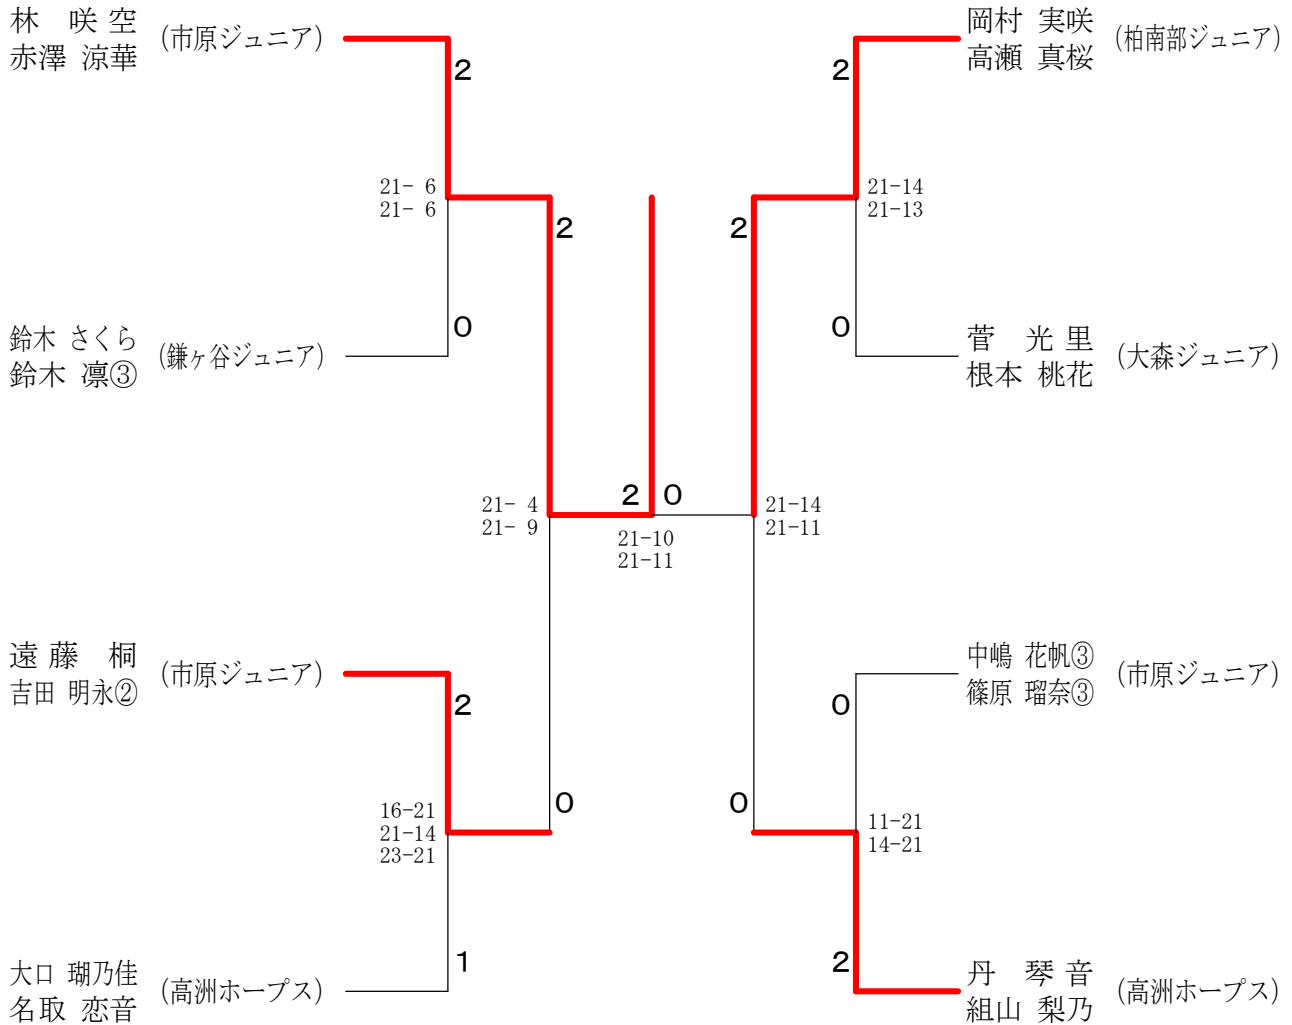 林 咲空
赤澤 涼華
(市原ジュニア)
2
岡村 実咲
高瀬 真桜
(柏南部ジュニア)
2
21- 6
21- 6
2
2
21-14
21-13
鈴木 さくら
鈴木 凛③
(鎌ヶ谷ジュニア)
0
0
菅 光里
根本 桃花
(大森ジュニア)
21- 4
21- 9
2
0
21-10
21-11
21-14
21-11
遠藤 桐
吉田 明永②
(市原ジュニア)
2
中嶋 花帆③
篠原 瑠奈③
(市原ジュニア)
0
16-21
21-14
23-21
0
0
11-21
14-21
大口 瑚乃佳
名取 恋音
(高洲ホープス)
1
2
丹 琴音
組山 梨乃
(高洲ホープス)